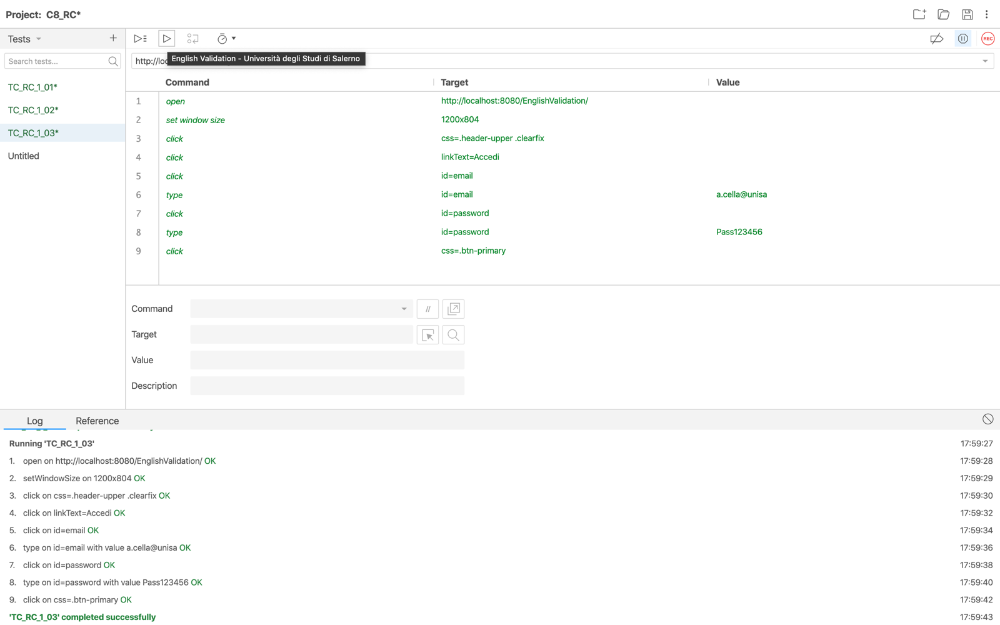 Project: C8_RC*
Tests
Search tests...
http://loc
English Validation - Università degli Studi di Salerno
TC_RC_1_01*
TC_RC_1_02*
TC_RC_1_03*
Untitled
REC
Command Target Value
1 open http://localhost:8080/EnglishValidation/
2 set window size 1200x804
3 click css=.header-upper .clearfix
4 click linkText=Accedi
5 click id=email
6 type id=email a.cella@unisa
7 click id=password
8 type id=password Pass123456
9 click css=.btn-primary
Command //
Target
Value
Description
Log Reference
Running 'TC_RC_1_03' 17:59:27
1. open on http://localhost:8080/EnglishValidation/ OK 17:59:28
2. setWindowSize on 1200x804 OK 17:59:29
3. click on css=.header-upper .clearfix OK 17:59:30
4. click on linkText=Accedi OK 17:59:32
5. click on id=email OK 17:59:34
6. type on id=email with value a.cella@unisa OK 17:59:36
7. click on id=password OK 17:59:38
8. type on id=password with value Pass123456 OK 17:59:40
9. click on css=.btn-primary OK 17:59:42
'TC_RC_1_03' completed successfully 17:59:43